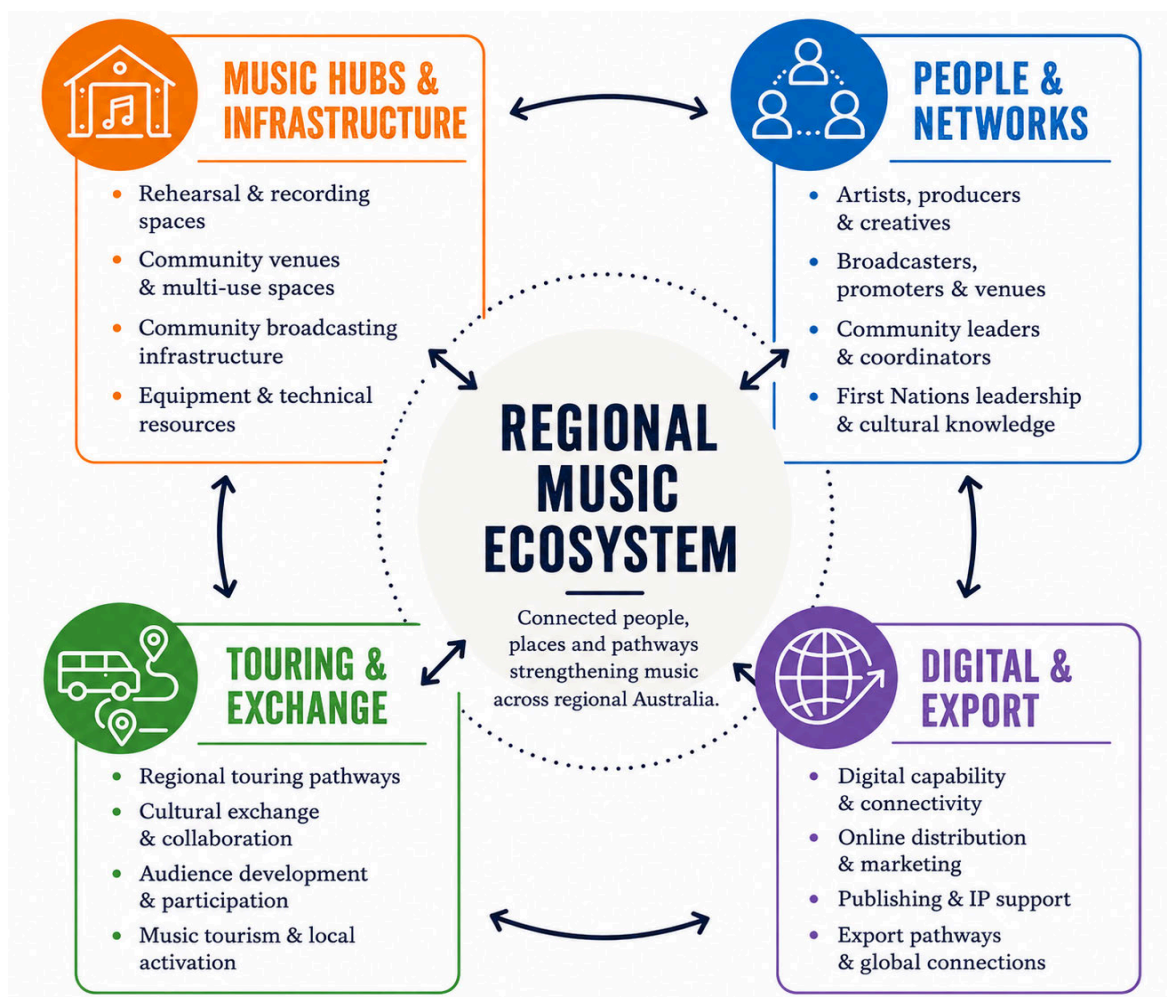 MUSIC HUBS &
INFRASTRUCTURE
Rehearsal & recording
spaces
Community venues
& multi-use spaces
Community broadcasting
infrastructure
Equipment & technical
resources
PEOPLE &
NETWORKS
Artists, producers
& creatives
Broadcasters,
promoters & venues
Community leaders
& coordinators
First Nations leadership
& cultural knowledge
REGIONAL
MUSIC
ECOSYSTEM
Connected people,
places and pathways
strengthening music
across regional Australia.
TOURING &
EXCHANGE
Regional touring pathways
Cultural exchange
& collaboration
Audience development
& participation
Music tourism & local
activation
DIGITAL &
EXPORT
Digital capability
& connectivity
Online distribution
& marketing
Publishing & IP support
Export pathways
& global connections